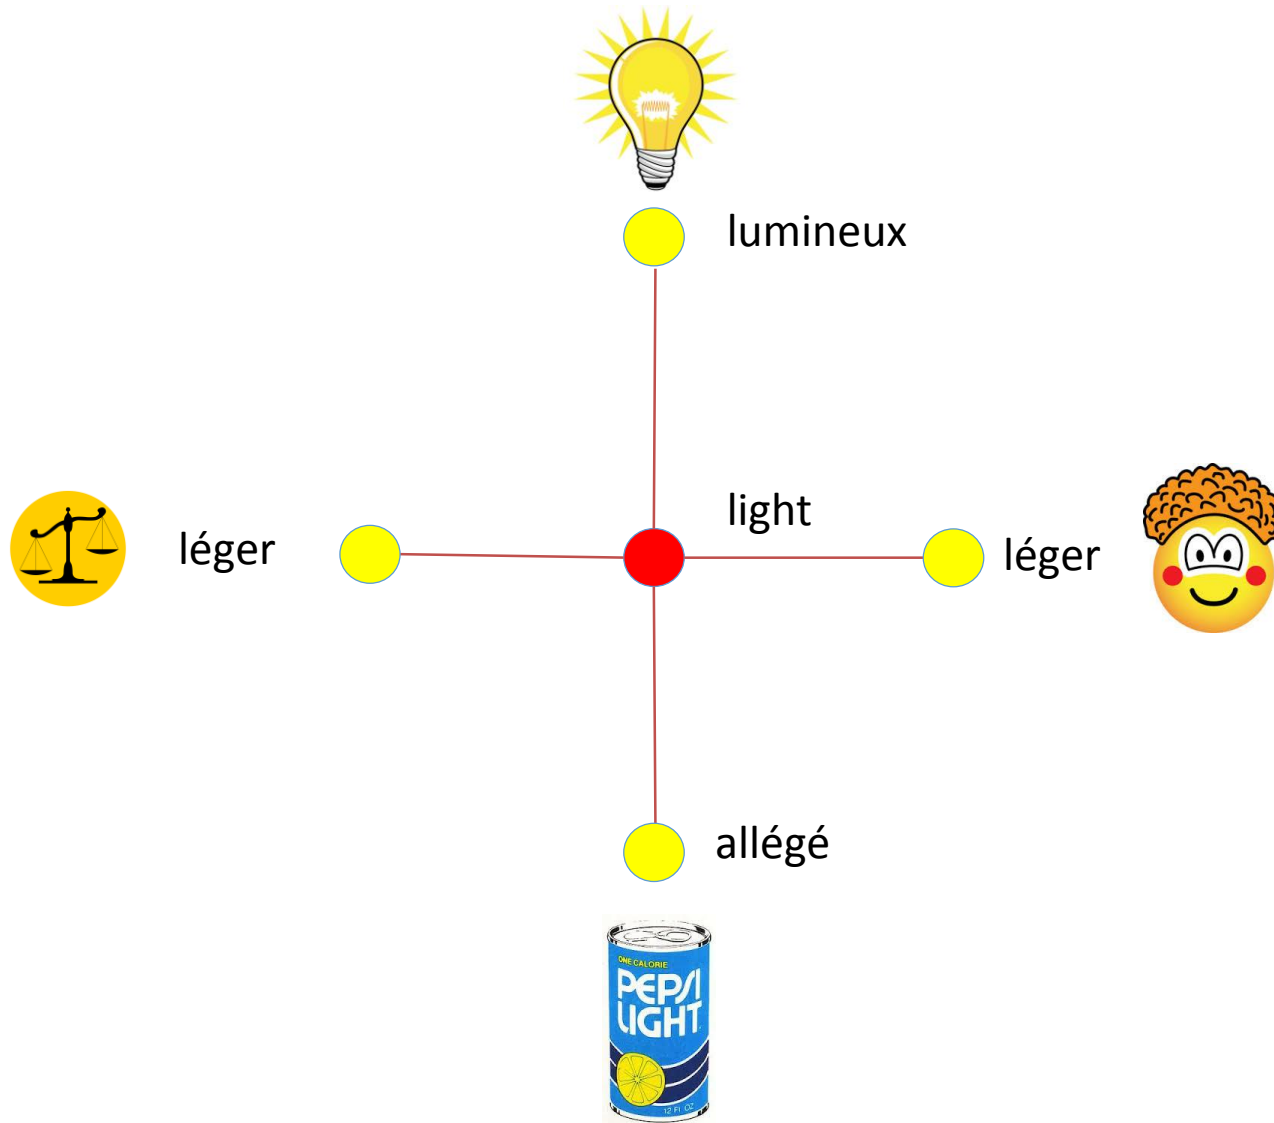 lumineux
light
léger
léger
allégé
ONE CALORIE
PEPSI
LIGHT
12 FL OZ